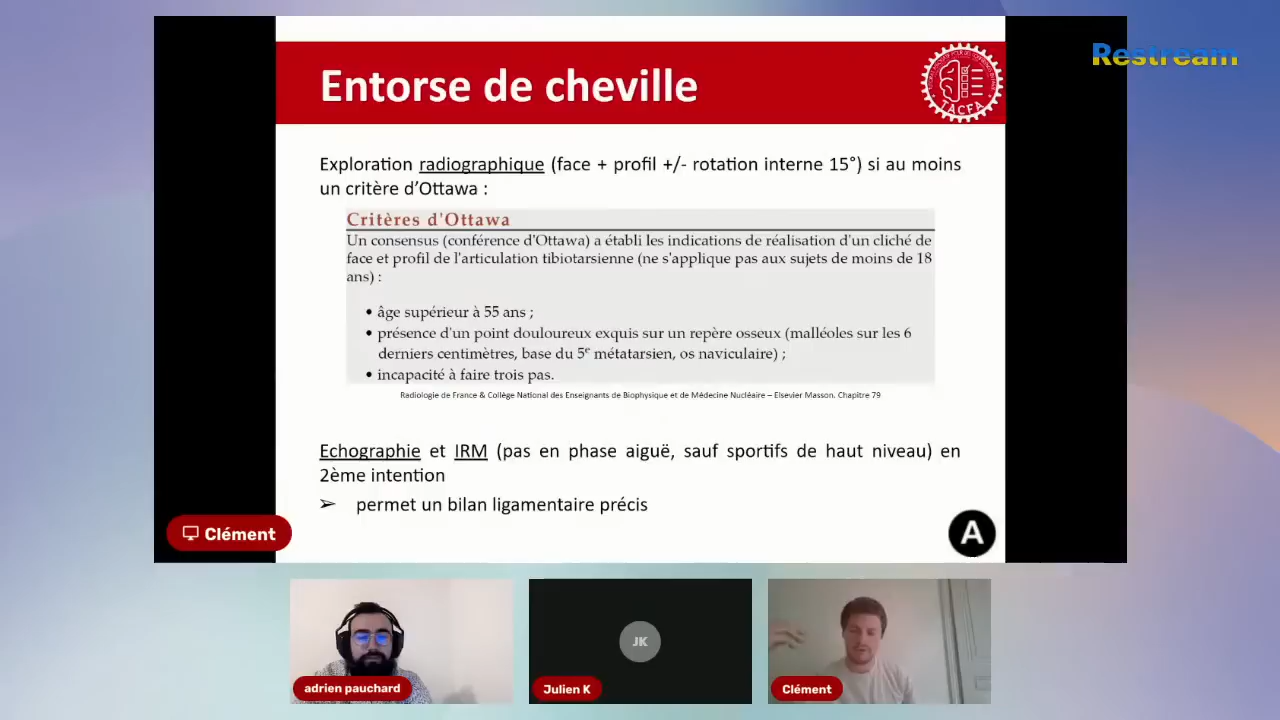 Restream
Entorse de cheville
TACFA
Exploration radiographique (face + profil +/- rotation interne 15°) si au moins
un critère d'Ottawa :
Critères d'Ottawa
Un consensus (conférence d'Ottawa) a établi les indications de réalisation d'un cliché de
face et profil de l'articulation tibiotarsienne (ne s'applique pas aux sujets de moins de 18
ans) :
• âge supérieur à 55 ans ;
• présence d'un point douloureux exquis sur un repère osseux (malléoles sur les 6
derniers centimètres, base du 5e métatarsien, os naviculaire) ;
• incapacité à faire trois pas.
Radiologie de France & Collège National des Enseignants de Biophysique et de Médecine Nucléaire – Elsevier Masson. Chapitre 79
Echographie et IRM (pas en phase aiguë, sauf sportifs de haut niveau) en
2ème intention
➢ permet un bilan ligamentaire précis
Clément
A
adrien pauchard
JK
Julien K
Clément